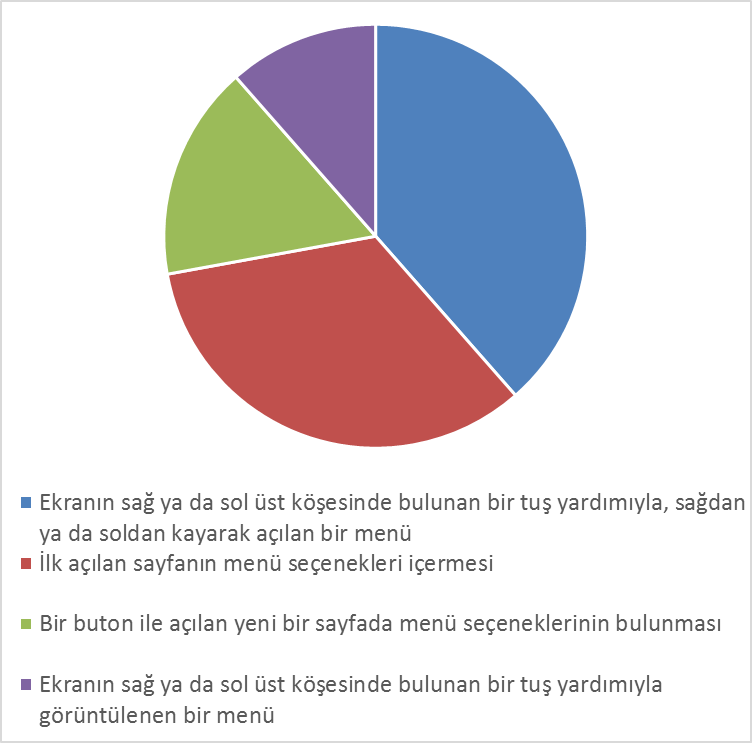 Ekranın sağ ya da sol üst köşesinde bulunan bir tuş yardımıyla, sağdan
ya da soldan kayarak açılan bir menü
İlk açılan sayfanın menü seçenekleri içermesi
Bir buton ile açılan yeni bir sayfada menü seçeneklerinin bulunması
Ekranın sağ ya da sol üst köşesinde bulunan bir tuş yardımıyla
görüntülenen bir menü